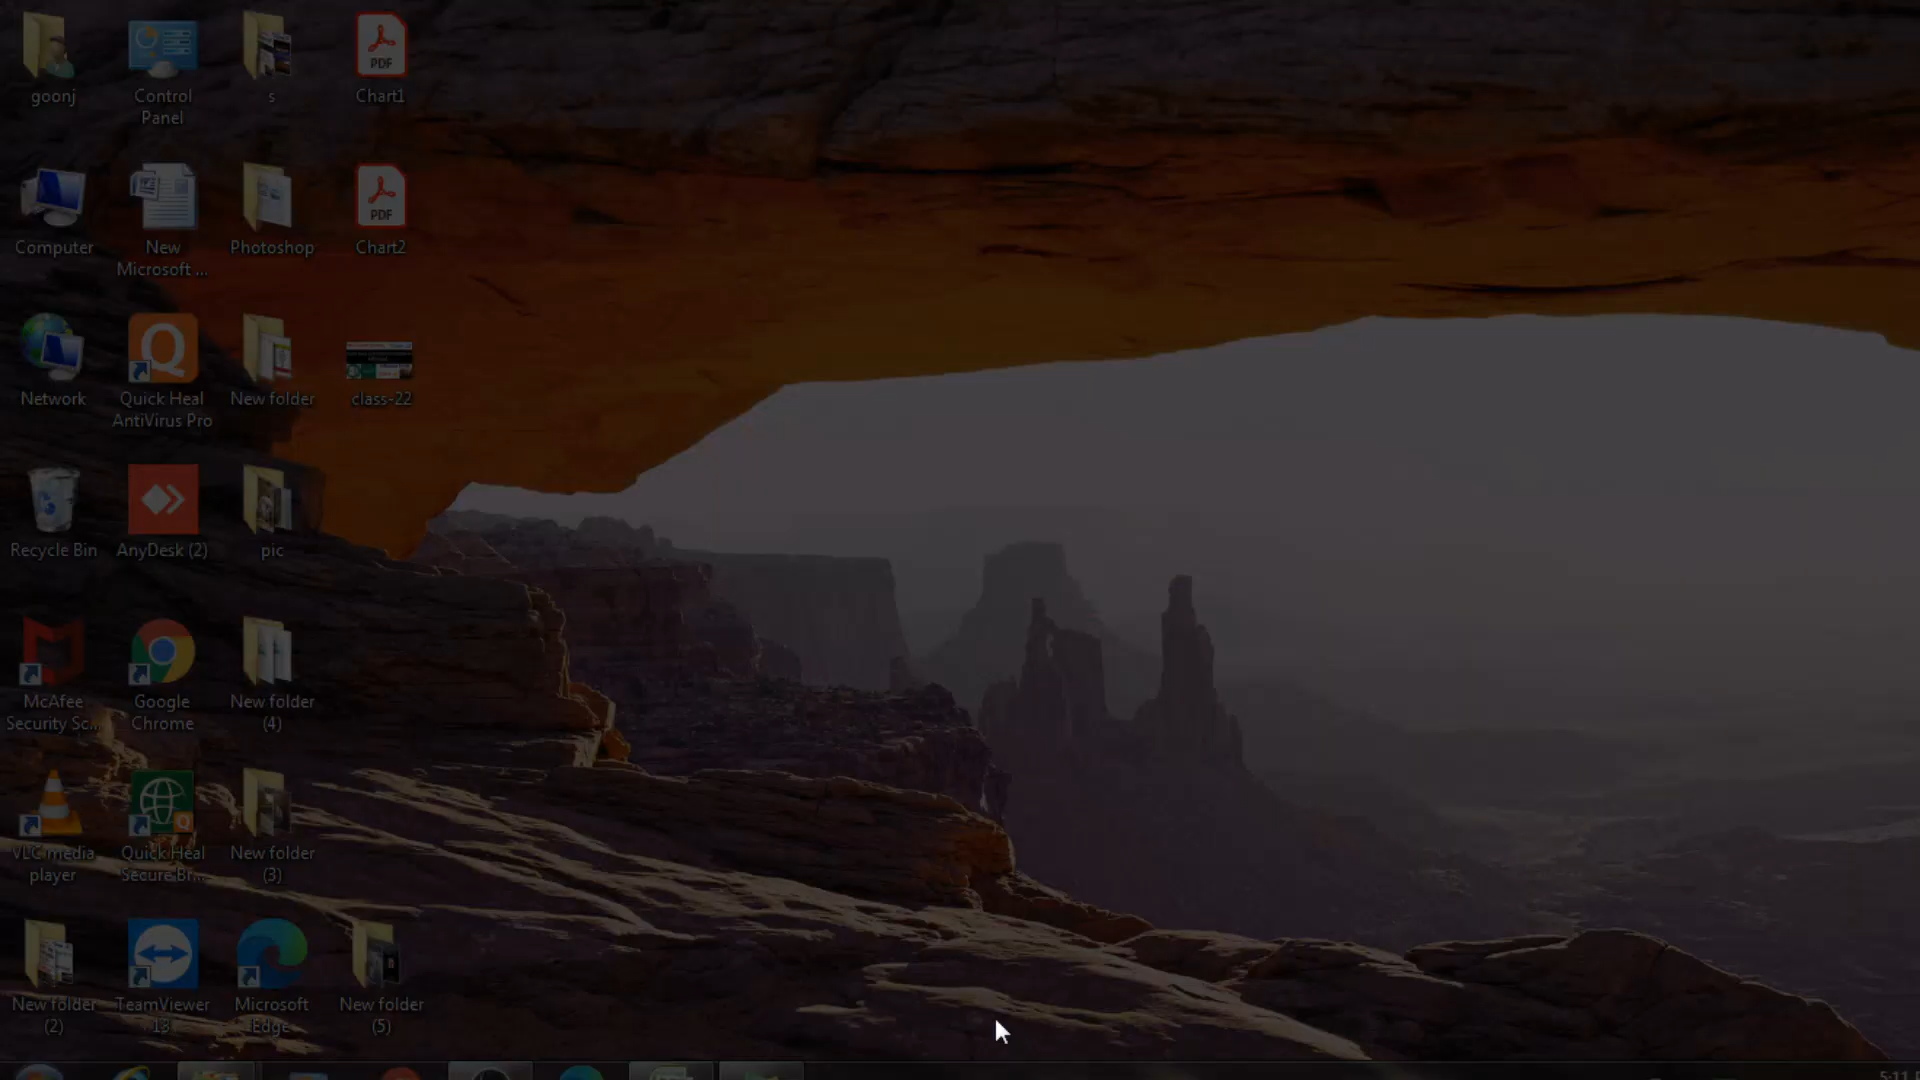 goonj
Control
Panel
s
PDF
Chart1
Computer
New
Microsoft ...
Photoshop
PDF
Chart2
Network
Quick Heal
AntiVirus Pro
New folder
class-22
Recycle Bin
AnyDesk (2)
pic
McAfee
Security Sc...
Google
Chrome
New folder
(4)
VLC media
player
Quick Heal
Secure Br...
New folder
(3)
New folder
(2)
TeamViewer
13
Microsoft
Edge
New folder
(5)
5:11